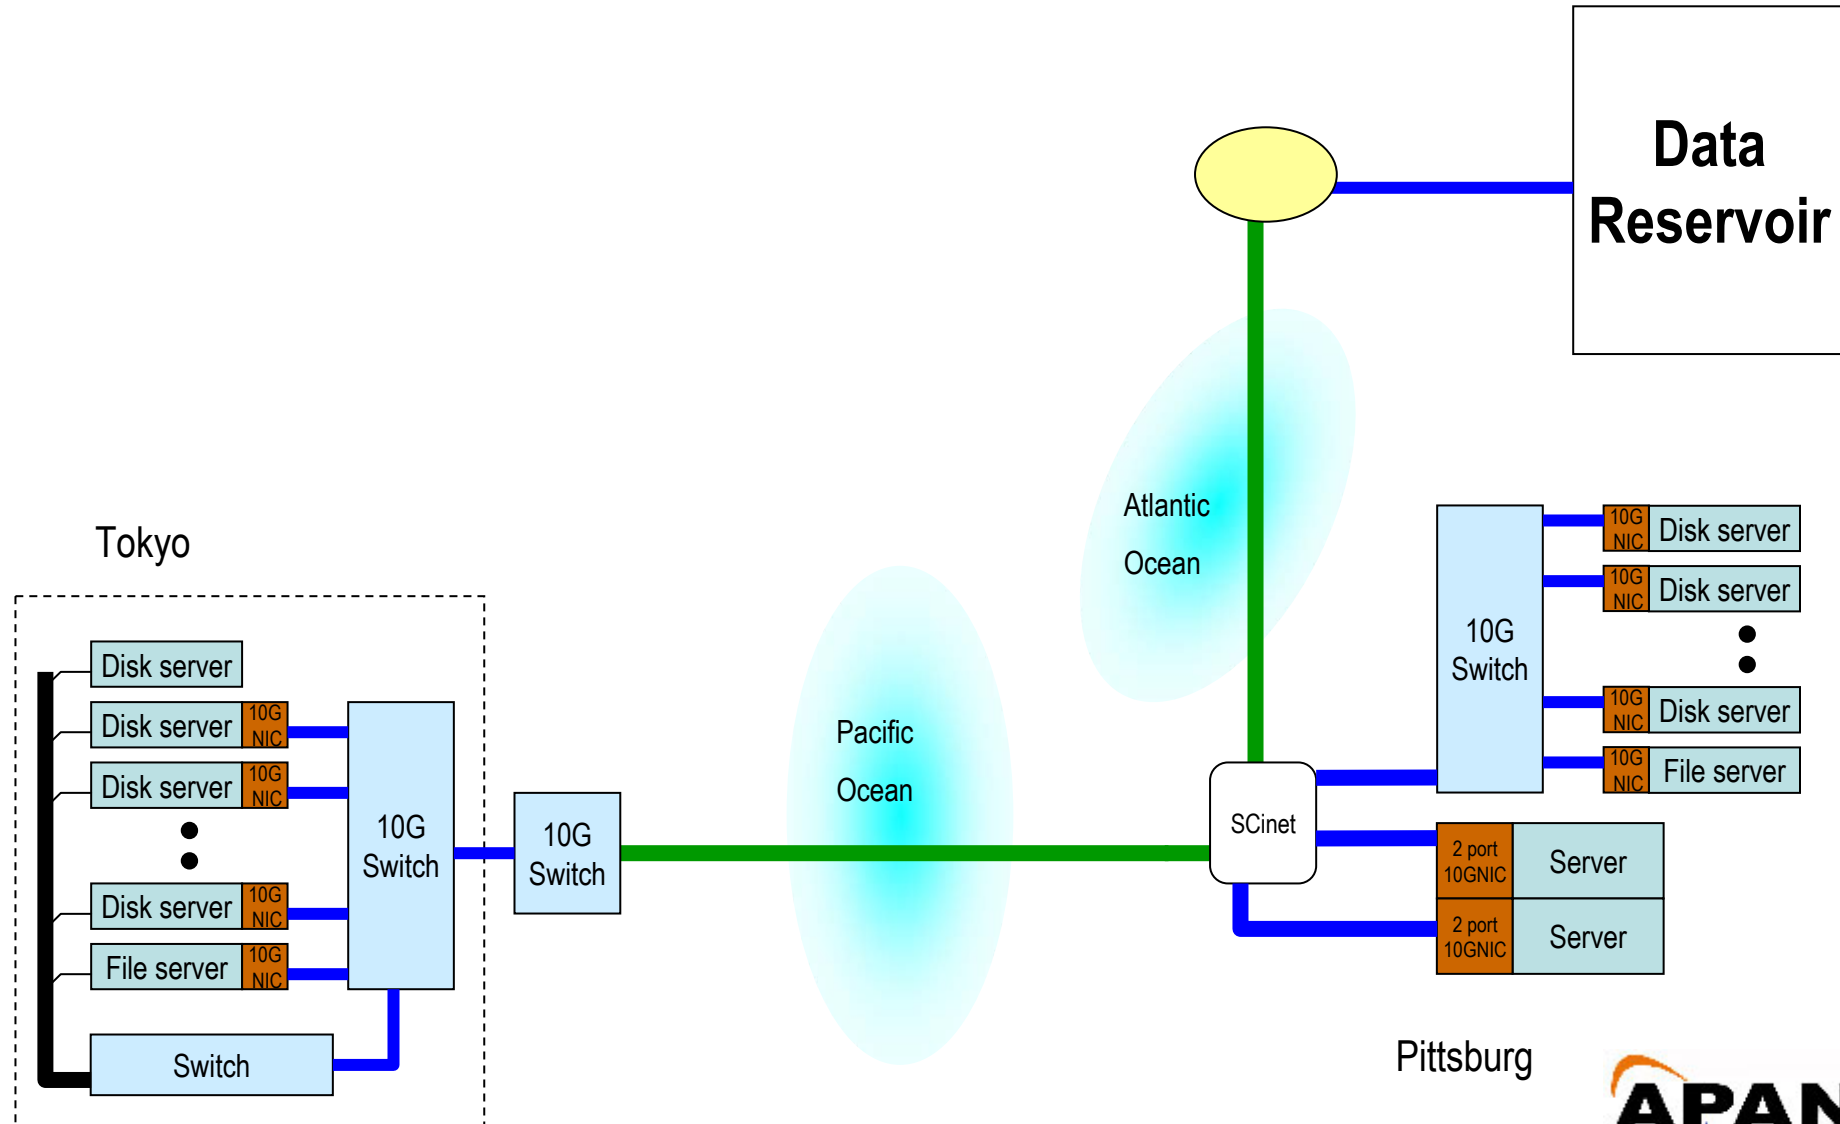 Data
Reservoir
Atlantic
Ocean
Tokyo
Pacific
Ocean
Disk server
Disk server
10G
NIC
Disk server
10G
NIC
Disk server
10G
NIC
File server
10G
NIC
Switch
10G
Switch
10G
Switch
SCinet
10G
Switch
10G
NIC
Disk server
10G
NIC
Disk server
10G
NIC
Disk server
10G
NIC
File server
2 port
10GNIC
Server
2 port
10GNIC
Server
Pittsburg
APAN